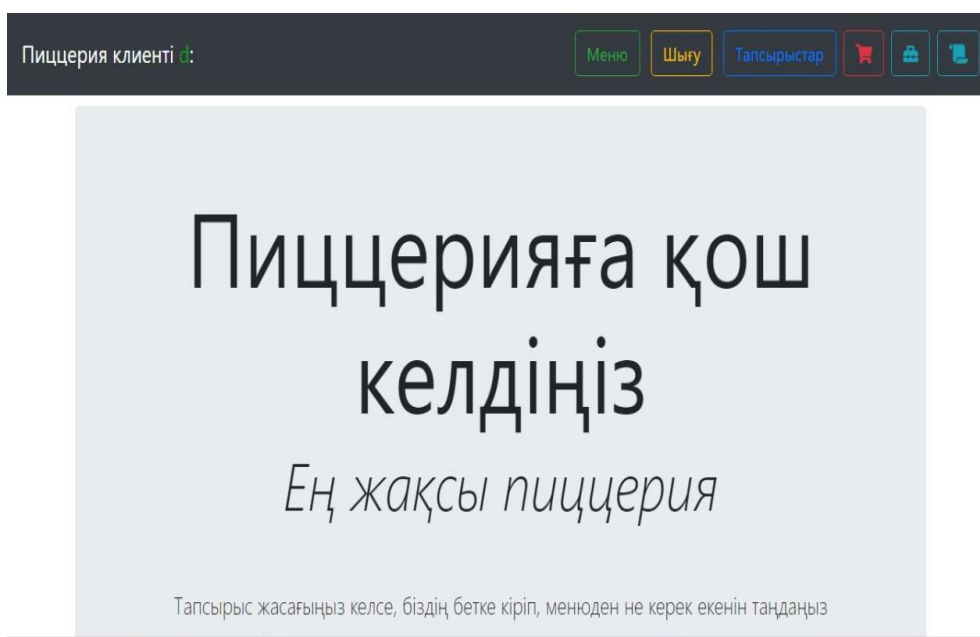 Пиццерия клиенті d:
Меню
Шығу
Тапсырыстар
Пиццерияға қош
келдіңіз
Ең жақсы пиццерия
Тапсырыс жасағыңыз келсе, біздің бетке кіріп, менюден не керек екенін таңдаңыз